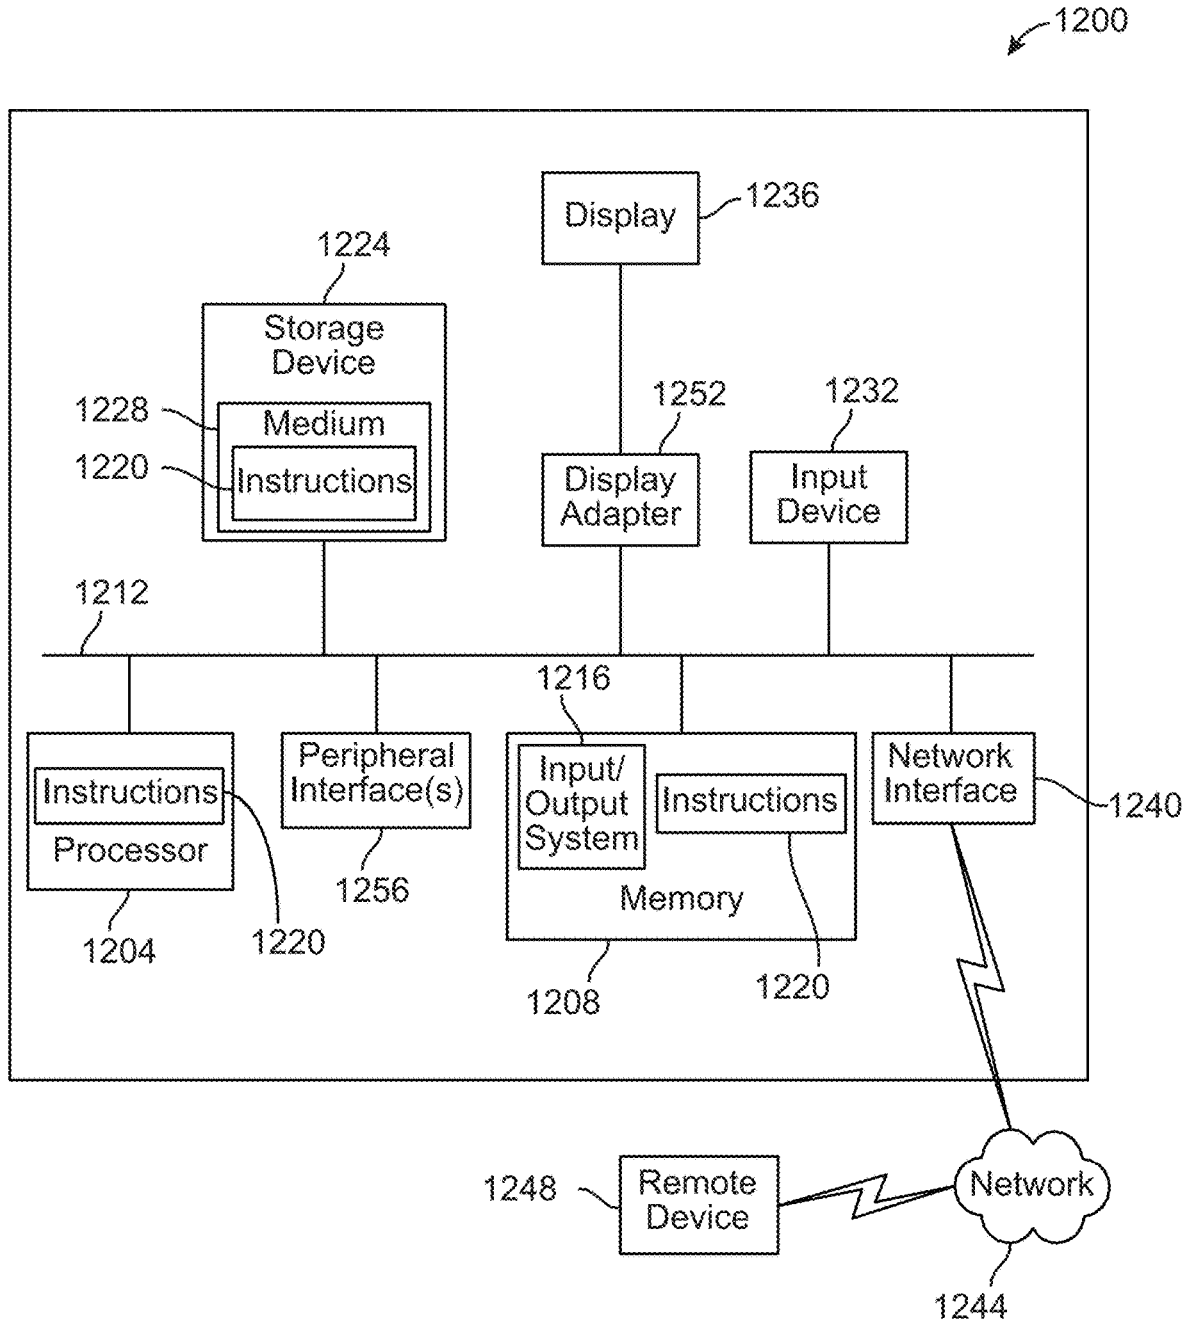 1200
Display
1236
1224
Storage
Device
1228
Medium
1220
Instructions
1252
Display
Adapter
1232
Input
Device
1212
1216
Instructions
Processor
1204
1220
Peripheral
Interface(s)
1256
Input/
Output
System
Instructions
Memory
1208
1220
Network
Interface
1240
1248
Remote
Device
Network
1244